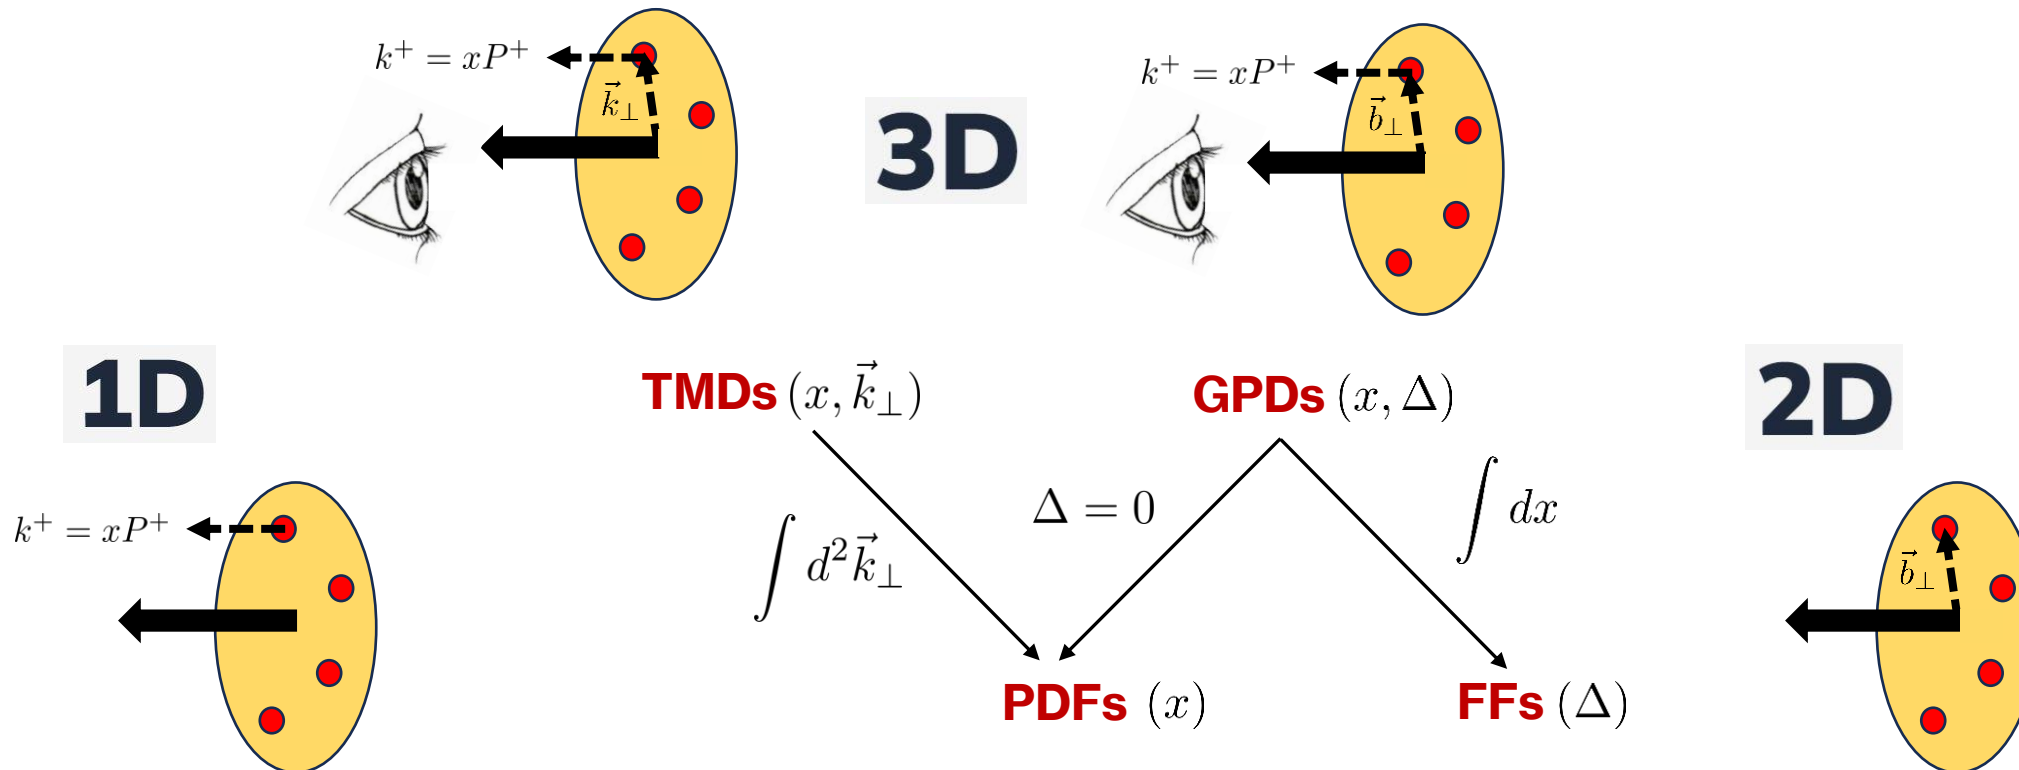 k⁺ = xP⁺
k⃗⊥
3D
k⁺ = xP⁺
b⃗⊥
1D
TMDs (x, k⃗⊥)
GPDs (x, Δ)
2D
k⁺ = xP⁺
∫ d²k⃗⊥
Δ = 0
∫ dx
b⃗⊥
PDFs (x)
FFs (Δ)